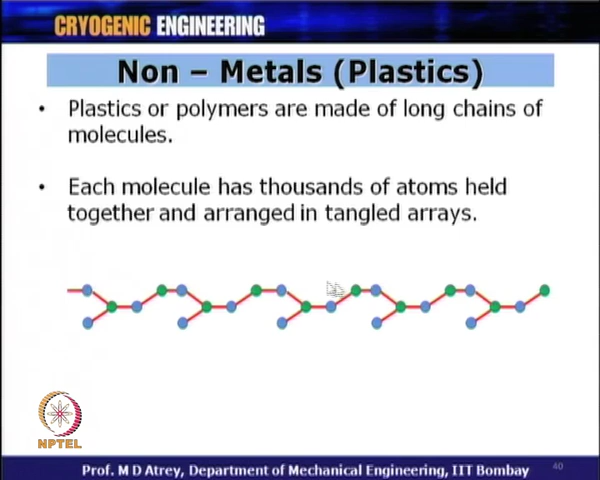 CRYOGENIC ENGINEERING
Non – Metals (Plastics)
• Plastics or polymers are made of long chains of
molecules.
• Each molecule has thousands of atoms held
together and arranged in tangled arrays.
NPTEL
Prof. M D Atrey, Department of Mechanical Engineering, IIT Bombay
40